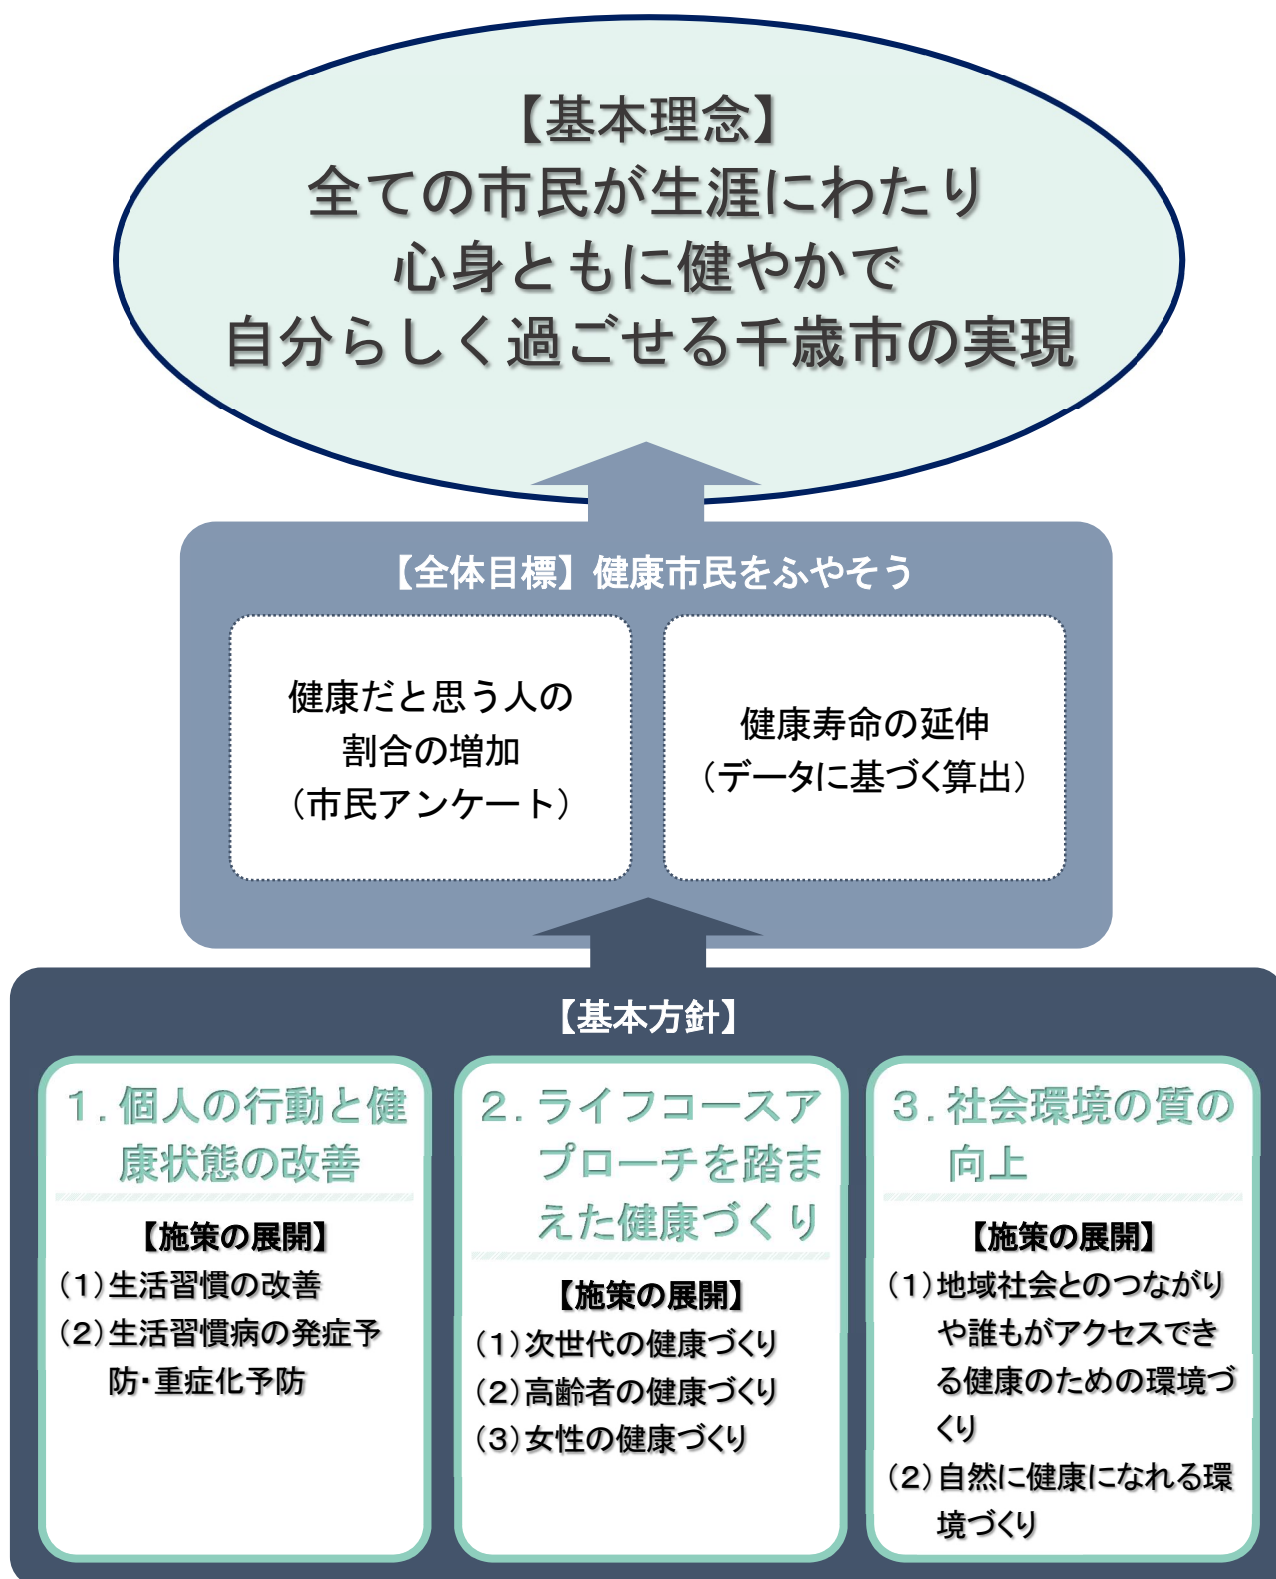 【基本理念】
全ての市民が生涯にわたり
心身ともに健やかで
自分らしく過ごせる千歳市の実現
【全体目標】健康市民をふやそう
健康だと思う人の
割合の増加
（市民アンケート）
健康寿命の延伸
（データに基づく算出）
【基本方針】
１．個人の行動と健
康状態の改善
【施策の展開】
（１）生活習慣の改善
（２）生活習慣病の発症予
防・重症化予防
２．ライフコースア
プローチを踏ま
えた健康づくり
【施策の展開】
（１）次世代の健康づくり
（２）高齢者の健康づくり
（３）女性の健康づくり
３．社会環境の質の
向上
【施策の展開】
（１）地域社会とのつながり
や誰もがアクセスでき
る健康のための環境づ
くり
（２）自然に健康になれる環
境づくり